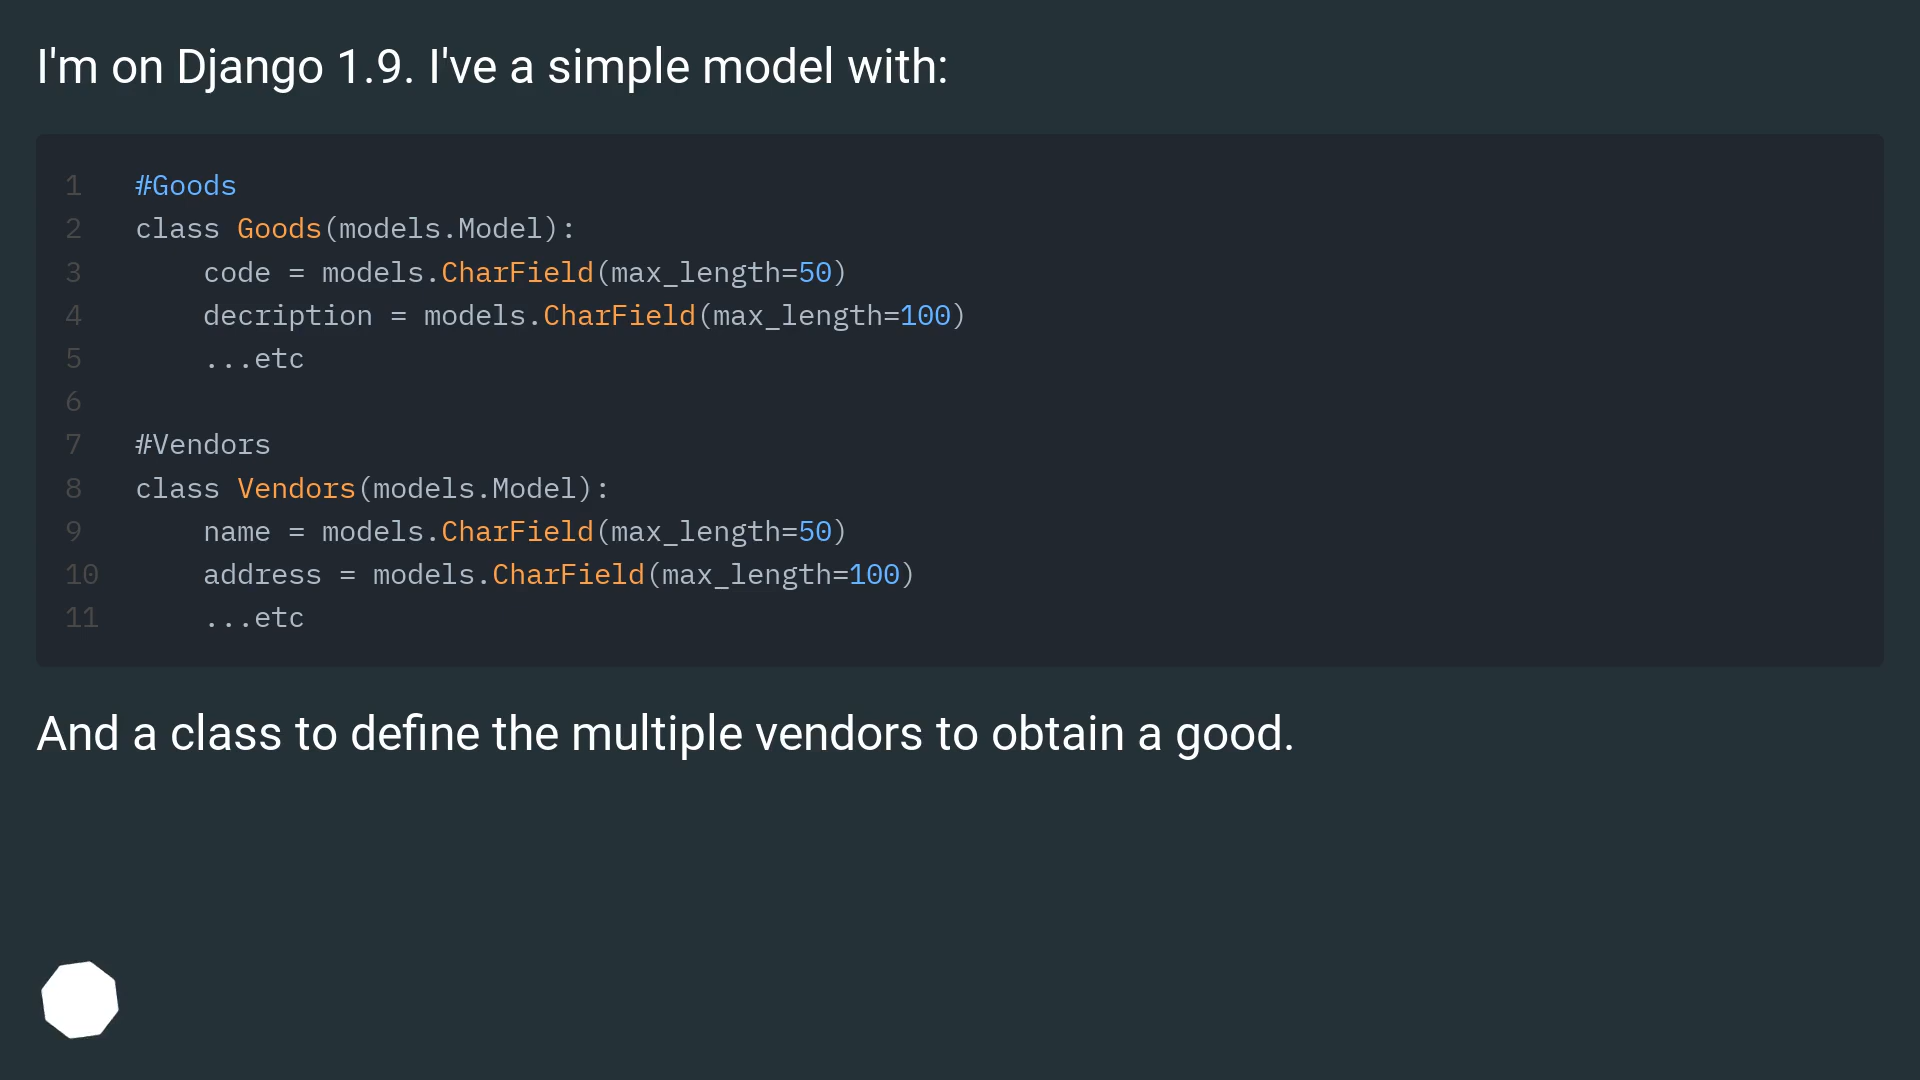 I'm on Django 1.9. I've a simple model with:
1 #Goods
2 class Goods(models.Model):
3 code = models.CharField(max_length=50)
4 decription = models.CharField(max_length=100)
5 ...etc
6
7 #Vendors
8 class Vendors(models.Model):
9 name = models.CharField(max_length=50)
10 address = models.CharField(max_length=100)
11 ...etc
And a class to define the multiple vendors to obtain a good.